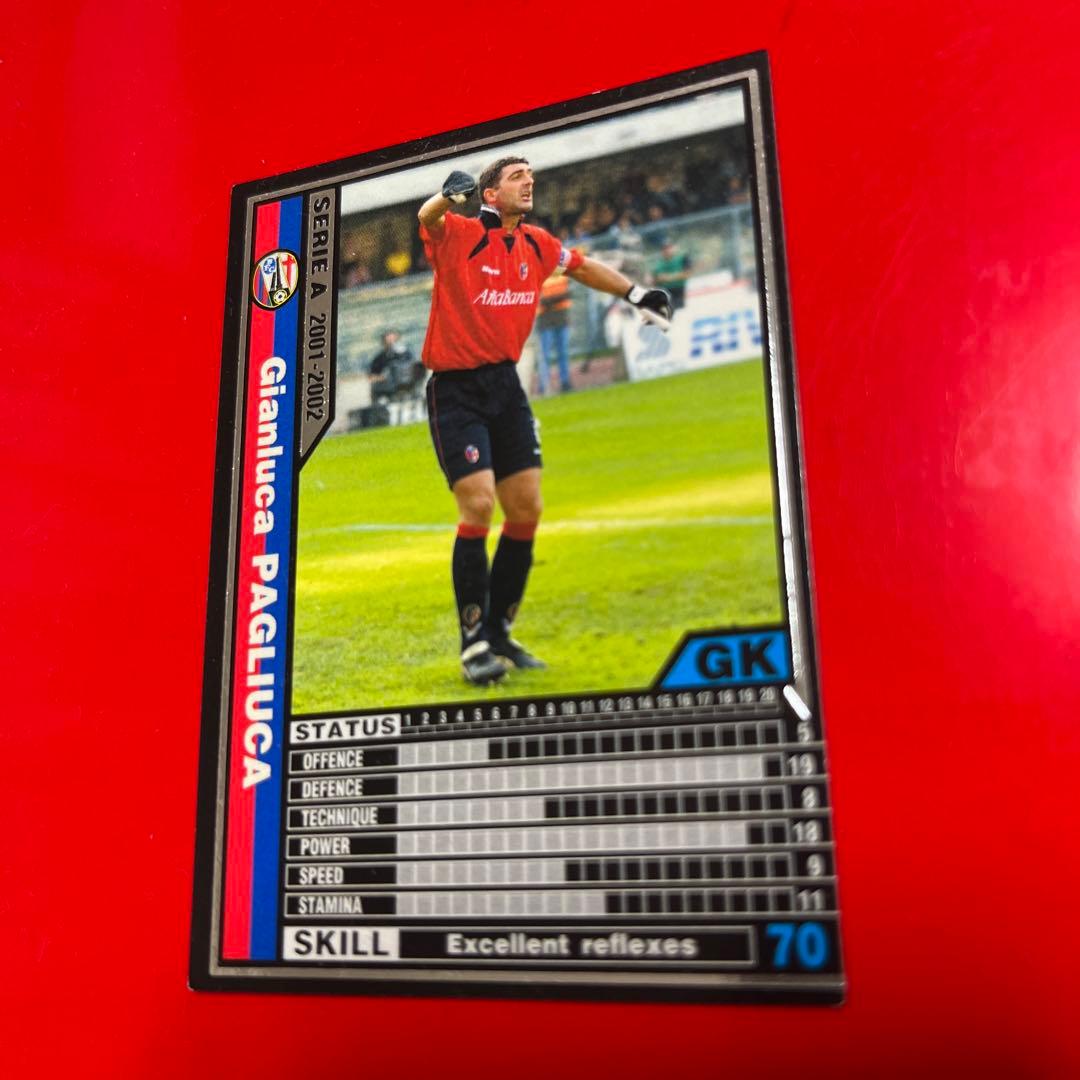 SERIE A 2001-2002
Gianluca PAGLIUCA
AñaBanca
RIV
GK
STATUS 1 2 3 4 5 6 7 8 9 10 11 12 13 14 15 16 17 18 19 20
OFFENCE 5
DEFENCE 19
TECHNIQUE 8
POWER 18
SPEED 9
STAMINA 11
SKILL Excellent reflexes 70